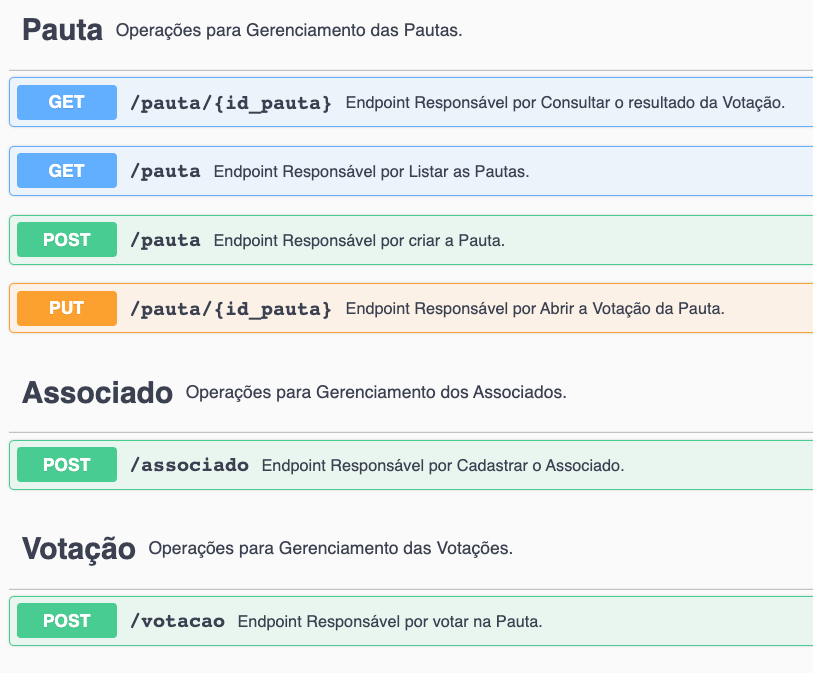 Pauta Operações para Gerenciamento das Pautas.
GET /pauta/{id_pauta} Endpoint Responsável por Consultar o resultado da Votação.
GET /pauta Endpoint Responsável por Listar as Pautas.
POST /pauta Endpoint Responsável por criar a Pauta.
PUT /pauta/{id_pauta} Endpoint Responsável por Abrir a Votação da Pauta.
Associado Operações para Gerenciamento dos Associados.
POST /associado Endpoint Responsável por Cadastrar o Associado.
Votação Operações para Gerenciamento das Votações.
POST /votacao Endpoint Responsável por votar na Pauta.